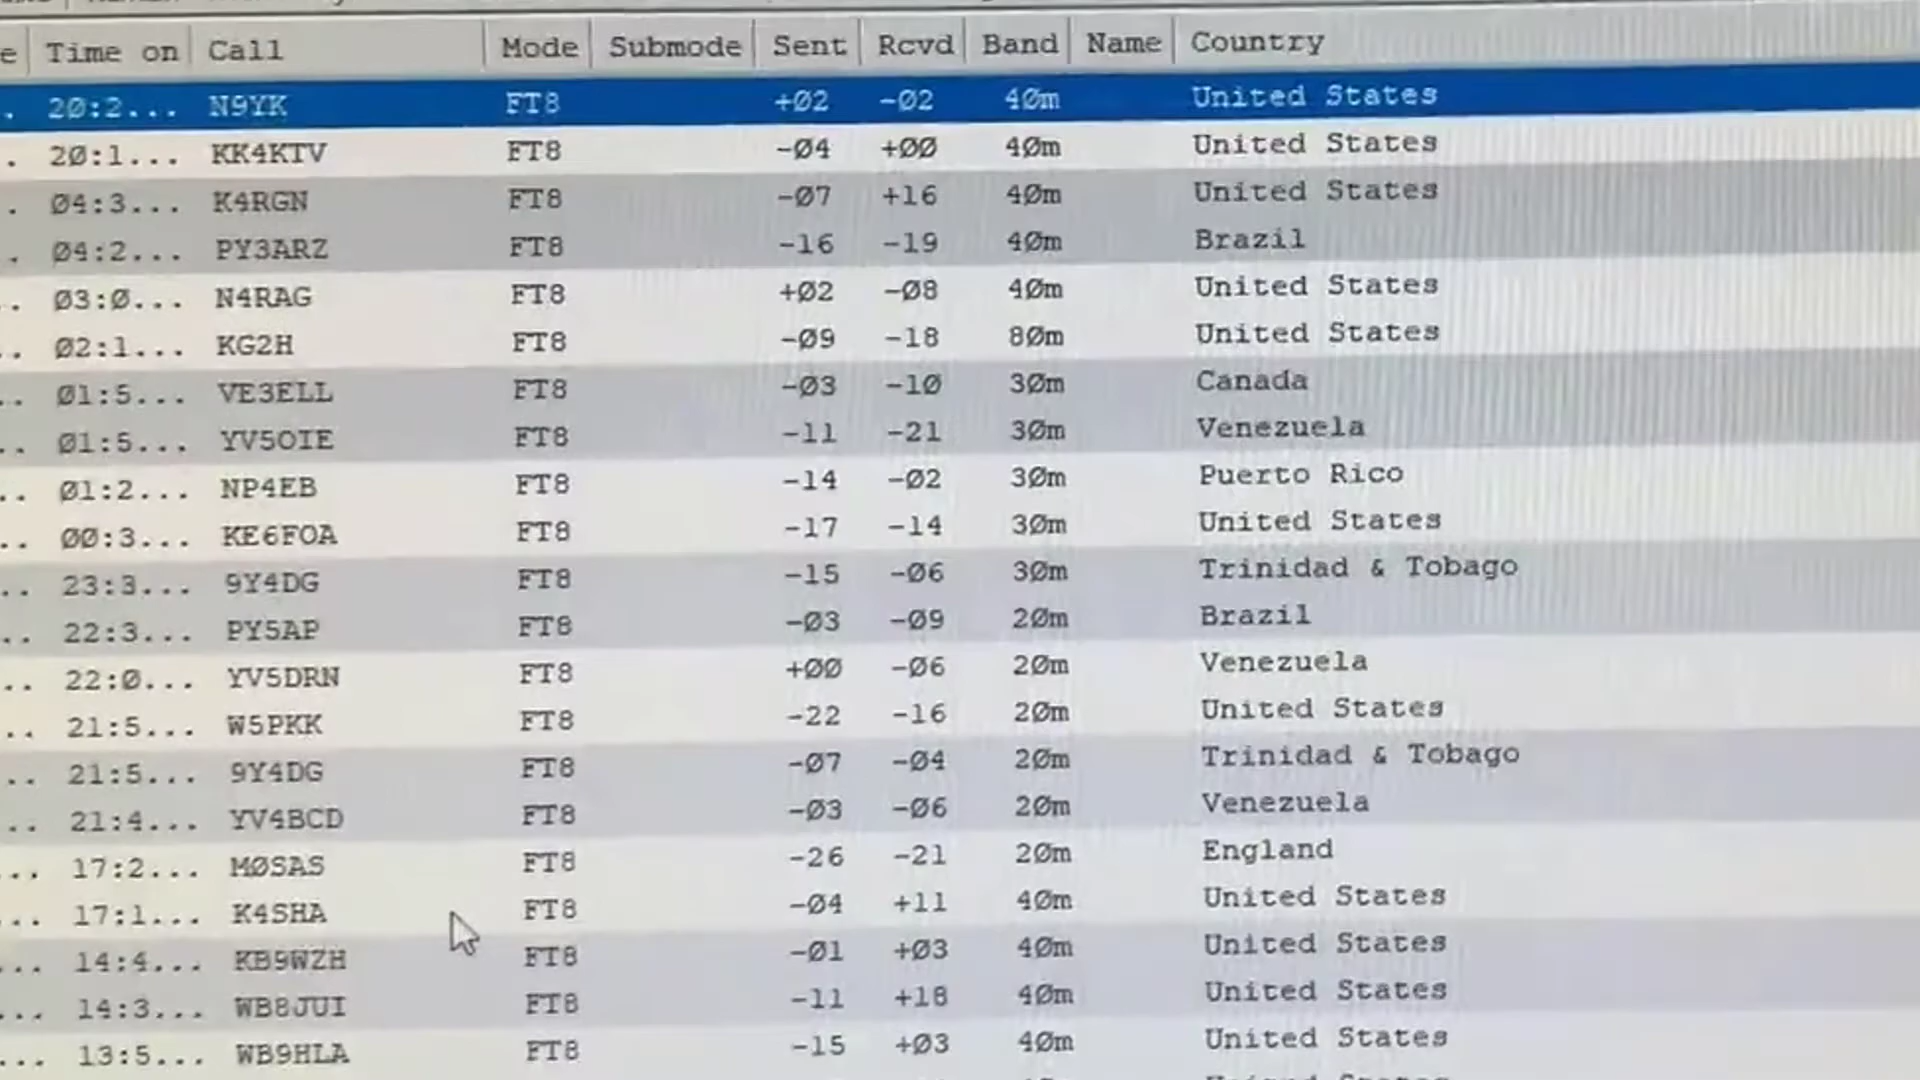 e Time on Call Mode Submode Sent Rcvd Band Name Country
. 20:2... N9YK FT8 +02 -02 40m United States
. 20:1... KK4KTV FT8 -04 +00 40m United States
. 04:3... K4RGN FT8 -07 +16 40m United States
. 04:2... PY3ARZ FT8 -16 -19 40m Brazil
. 03:0... N4RAG FT8 +02 -08 40m United States
.. 02:1... KG2H FT8 -09 -18 80m United States
.. 01:5... VE3ELL FT8 -03 -10 30m Canada
.. 01:5... YV5OIE FT8 -11 -21 30m Venezuela
.. 01:2... NP4EB FT8 -14 -02 30m Puerto Rico
.. 00:3... KE6FOA FT8 -17 -14 30m United States
.. 23:3... 9Y4DG FT8 -15 -06 30m Trinidad & Tobago
.. 22:3... PY5AP FT8 -03 -09 20m Brazil
.. 22:0... YV5DRN FT8 +00 -06 20m Venezuela
.. 21:5... W5PKK FT8 -22 -16 20m United States
.. 21:5... 9Y4DG FT8 -07 -04 20m Trinidad & Tobago
.. 21:4... YV4BCD FT8 -03 -06 20m Venezuela
... 17:2... M0SAS FT8 -26 -21 20m England
... 17:1... K4SHA FT8 -04 +11 40m United States
... 14:4... KB9WZH FT8 -01 +03 40m United States
... 14:3... WB8JUI FT8 -11 +18 40m United States
... 13:5... WB9HLA FT8 -15 +03 40m United States